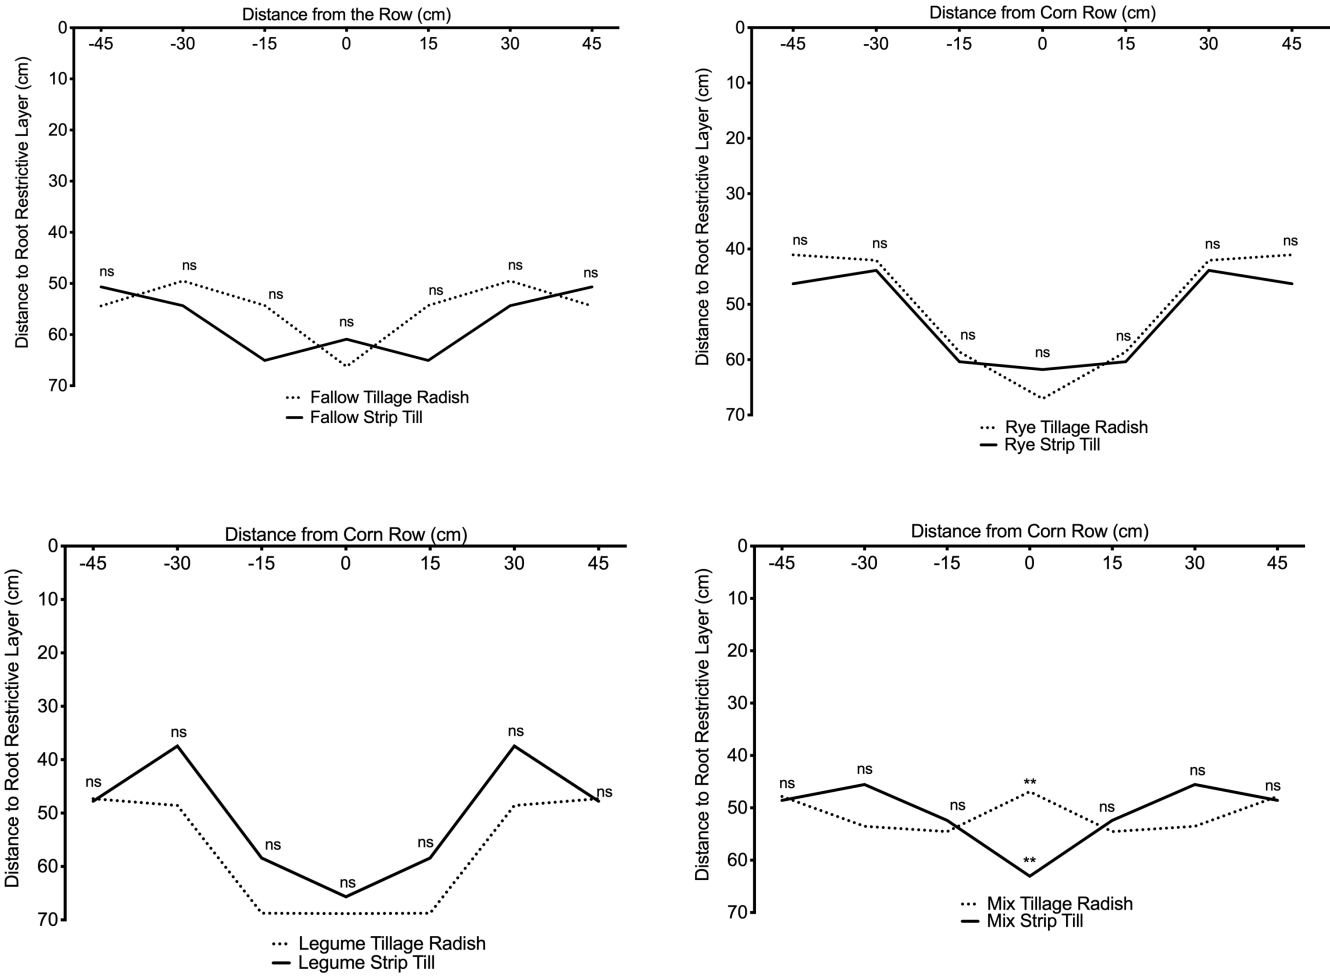 Distance from the Row (cm)
0
-45 -30 -15 0 15 30 45
10
20
30
40
50
60
70
Distance to Root Restrictive Layer (cm)
ns ns ns ns ns ns ns
Fallow Tillage Radish
Fallow Strip Till
Distance from Corn Row (cm)
0
-45 -30 -15 0 15 30 45
10
20
30
40
50
60
70
Distance to Root Restrictive Layer (cm)
ns ns ns ns ns ns ns
Rye Tillage Radish
Rye Strip Till
Distance from Corn Row (cm)
0
-45 -30 -15 0 15 30 45
10
20
30
40
50
60
70
Distance to Root Restrictive Layer (cm)
ns ns ns ns ns ns ns
Legume Tillage Radish
Legume Strip Till
Distance from Corn Row (cm)
0
-45 -30 -15 0 15 30 45
10
20
30
40
50
60
70
Distance to Root Restrictive Layer (cm)
ns ns ns ** ns ns ns
**
Mix Tillage Radish
Mix Strip Till